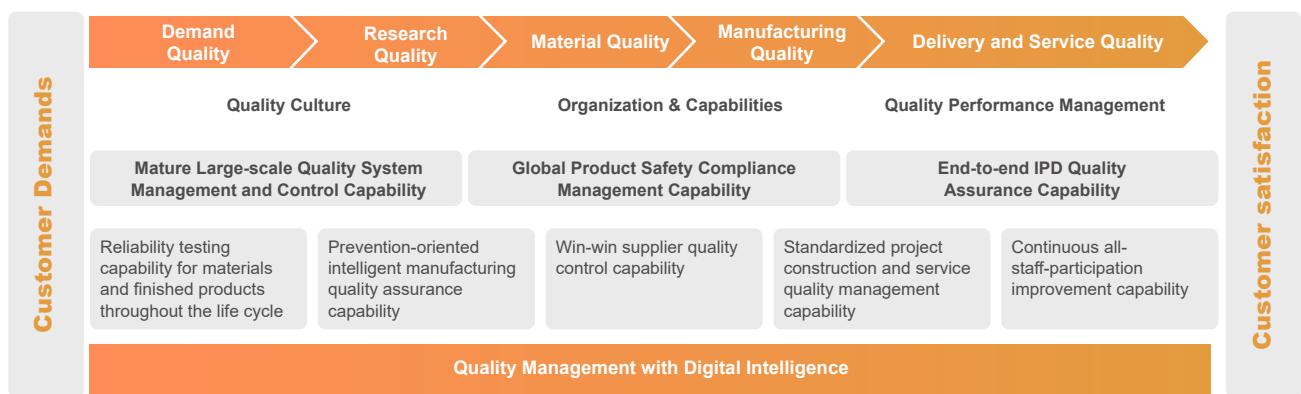 Customer Demands
Demand
Quality
Research
Quality
Material Quality
Manufacturing
Quality
Delivery and Service Quality
Quality Culture
Organization & Capabilities
Quality Performance Management
Mature Large-scale Quality System
Management and Control Capability
Global Product Safety Compliance
Management Capability
End-to-end IPD Quality
Assurance Capability
Reliability testing
capability for materials
and finished products
throughout the life cycle
Prevention-oriented
intelligent manufacturing
quality assurance
capability
Win-win supplier quality
control capability
Standardized project
construction and service
quality management
capability
Continuous all-
staff-participation
improvement capability
Quality Management with Digital Intelligence
Customer satisfaction